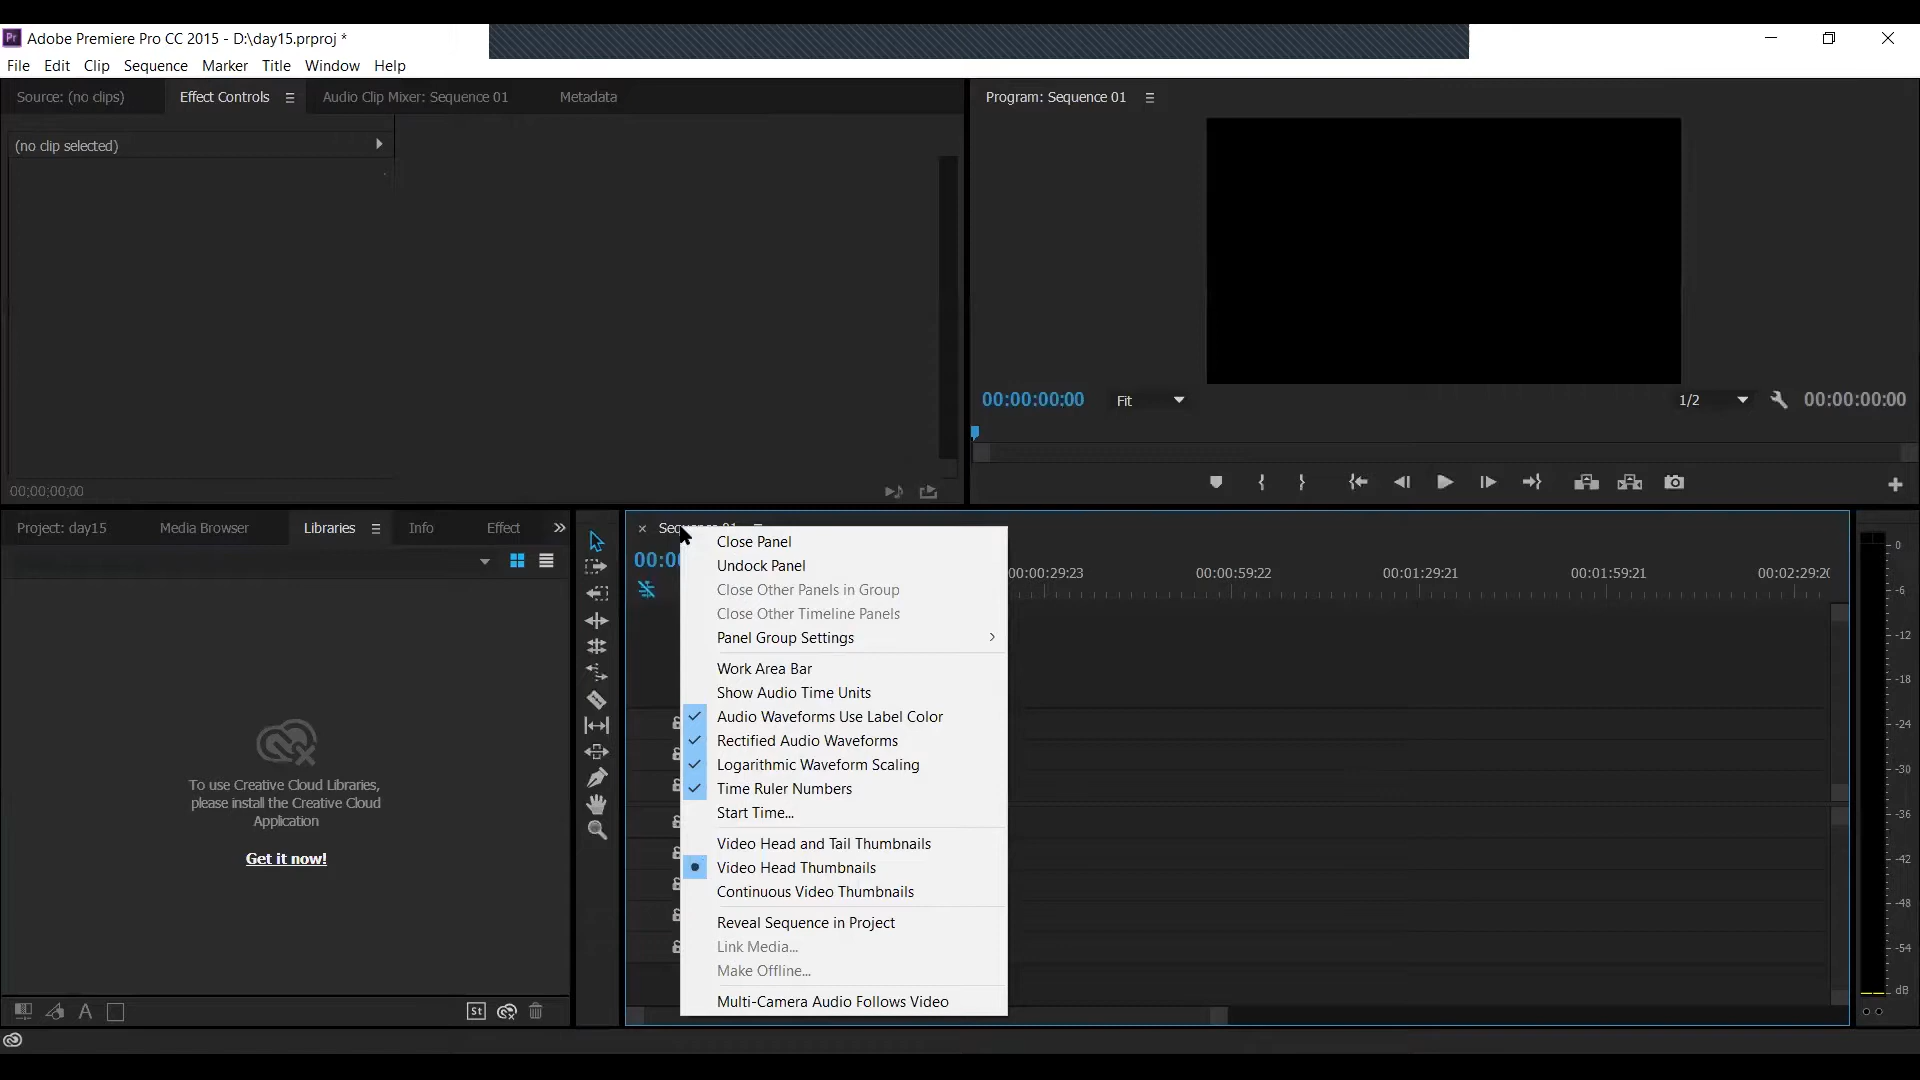 Pr Adobe Premiere Pro CC 2015 - D:\day15.prproj *
File Edit Clip Sequence Marker Title Window Help
Source: (no clips) Effect Controls Audio Clip Mixer: Sequence 01 Metadata
(no clip selected)
00;00;00;00
Program: Sequence 01
00:00:00:00 Fit 1/2 00:00:00:00
Project: day15 Media Browser Libraries Info Effect
To use Creative Cloud Libraries,
please install the Creative Cloud
Application
Get it now!
St
00:00:29:23 00:00:59:22 00:01:29:21 00:01:59:21
Close Panel
Undock Panel
Close Other Panels in Group
Close Other Timeline Panels
Panel Group Settings
Work Area Bar
Show Audio Time Units
Audio Waveforms Use Label Color
Rectified Audio Waveforms
Logarithmic Waveform Scaling
Time Ruler Numbers
Start Time...
Video Head and Tail Thumbnails
Video Head Thumbnails
Continuous Video Thumbnails
Reveal Sequence in Project
Link Media...
Make Offline...
Multi-Camera Audio Follows Video
0
-6
-12
-18
-24
-30
-36
-42
-48
-54
dB